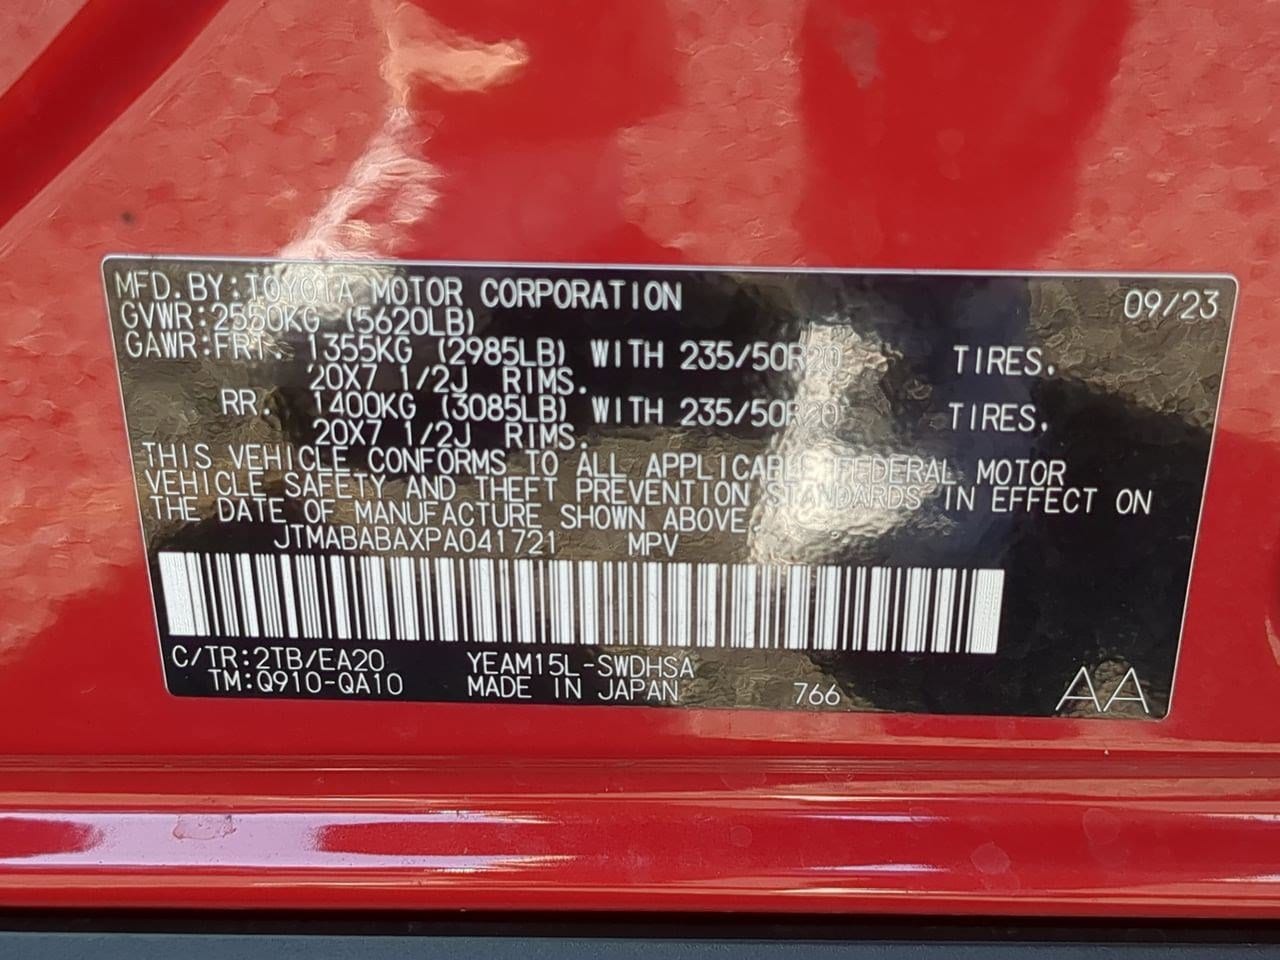 MFD. BY: TOYOTA MOTOR CORPORATION 09/23
GVWR: 2550KG (5620LB)
GAWR: FRT. 1355KG (2985LB) WITH 235/50R20 TIRES.
20X7 1/2J RIMS.
RR. 1400KG (3085LB) WITH 235/50R20 TIRES.
20X7 1/2J RIMS.
THIS VEHICLE CONFORMS TO ALL APPLICABLE FEDERAL MOTOR
VEHICLE SAFETY AND THEFT PREVENTION STANDARDS IN EFFECT ON
THE DATE OF MANUFACTURE SHOWN ABOVE
JTMABABAXPA041721 MPV
C/TR:2TB/EA20 YEAM15L-SWDHSA
TM:Q910-QA10 MADE IN JAPAN 766 AA